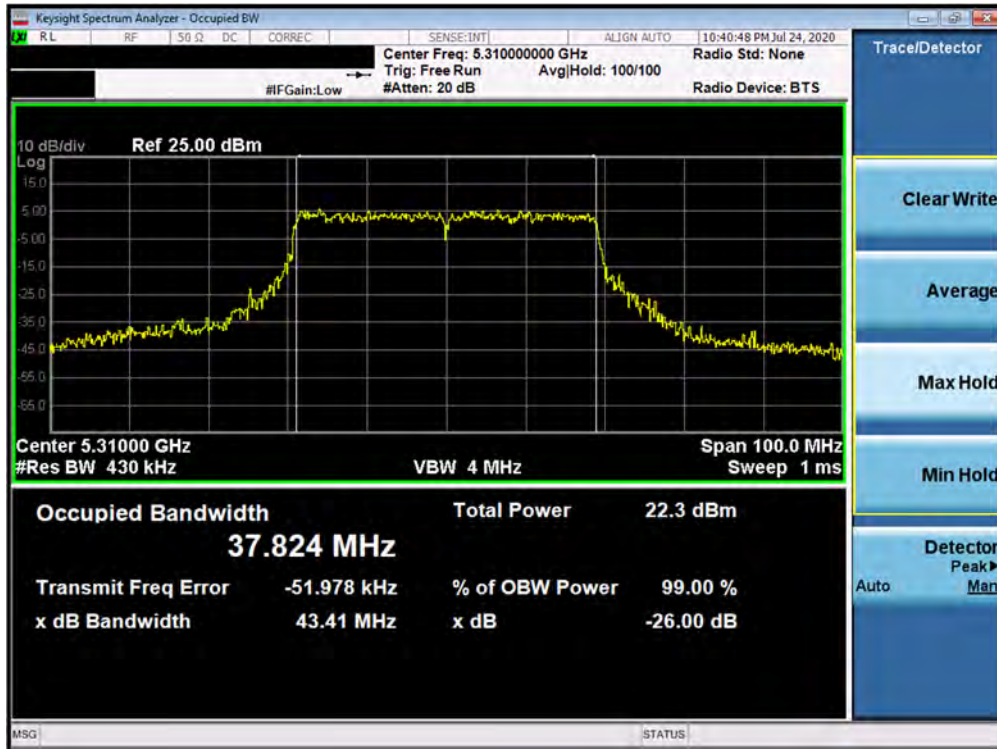 Keysight Spectrum Analyzer - Occupied BW
LXI RL RF 50 Ω DC CORREC SENSE:INT ALIGN AUTO 10:40:48 PM Jul 24, 2020
Center Freq: 5.310000000 GHz Radio Std: None
Trig: Free Run Avg|Hold: 100/100
#IFGain:Low #Atten: 20 dB Radio Device: BTS
Trace/Detector
10 dB/div Ref 25.00 dBm
Log
15.0
5.00
-5.00
-15.0
-25.0
-35.0
-45.0
-55.0
-65.0
Center 5.31000 GHz Span 100.0 MHz
#Res BW 430 kHz VBW 4 MHz Sweep 1 ms
Occupied Bandwidth Total Power 22.3 dBm
37.824 MHz
Transmit Freq Error -51.978 kHz % of OBW Power 99.00 %
x dB Bandwidth 43.41 MHz x dB -26.00 dB
Clear Write
Average
Max Hold
Min Hold
Detector
Peak▶
Auto Man
MSG STATUS